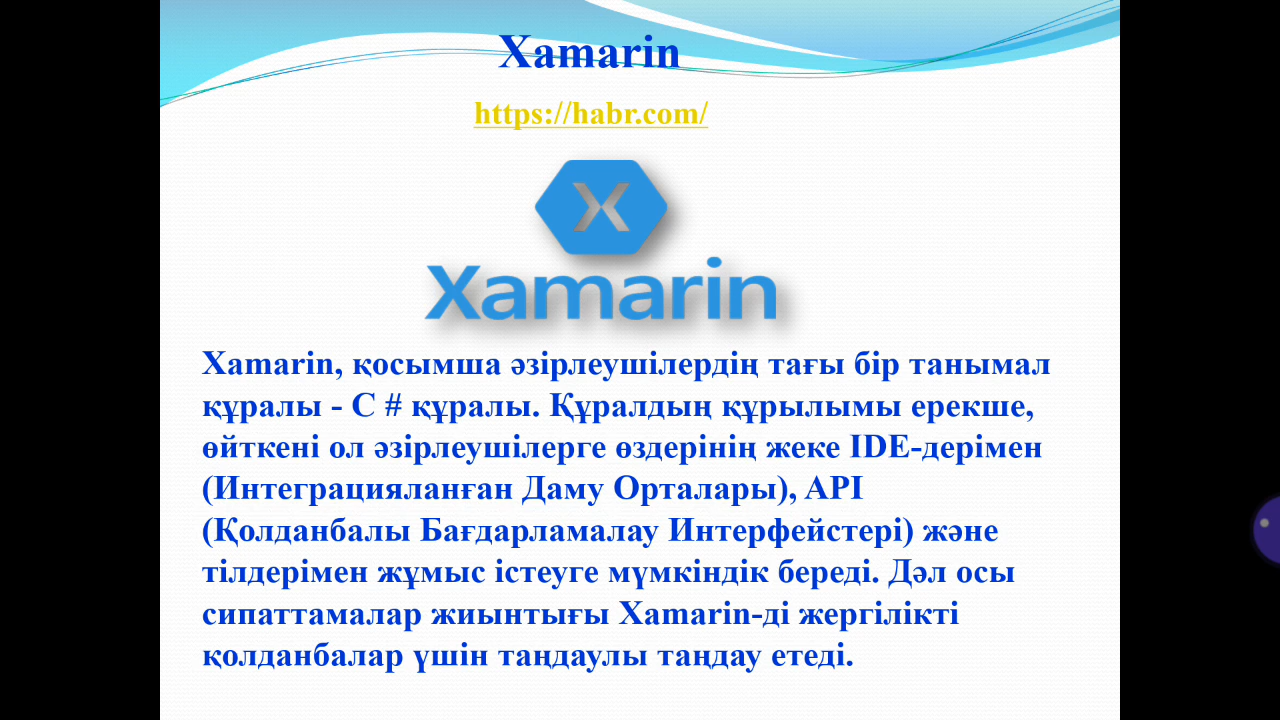 Xamarin
https://habr.com/
X
Xamarin
Xamarin, қосымша әзірлеушілердің тағы бір танымал
құралы - C # құралы. Құралдың құрылымы ерекше,
өйткені ол әзірлеушілерге өздерінің жеке IDE-дерімен
(Интеграцияланған Даму Орталары), API
(Қолданбалы Бағдарламалау Интерфейстері) және
тілдерімен жұмыс істеуге мүмкіндік береді. Дәл осы
сипаттамалар жиынтығы Xamarin-ді жергілікті
қолданбалар үшін таңдаулы таңдау етеді.